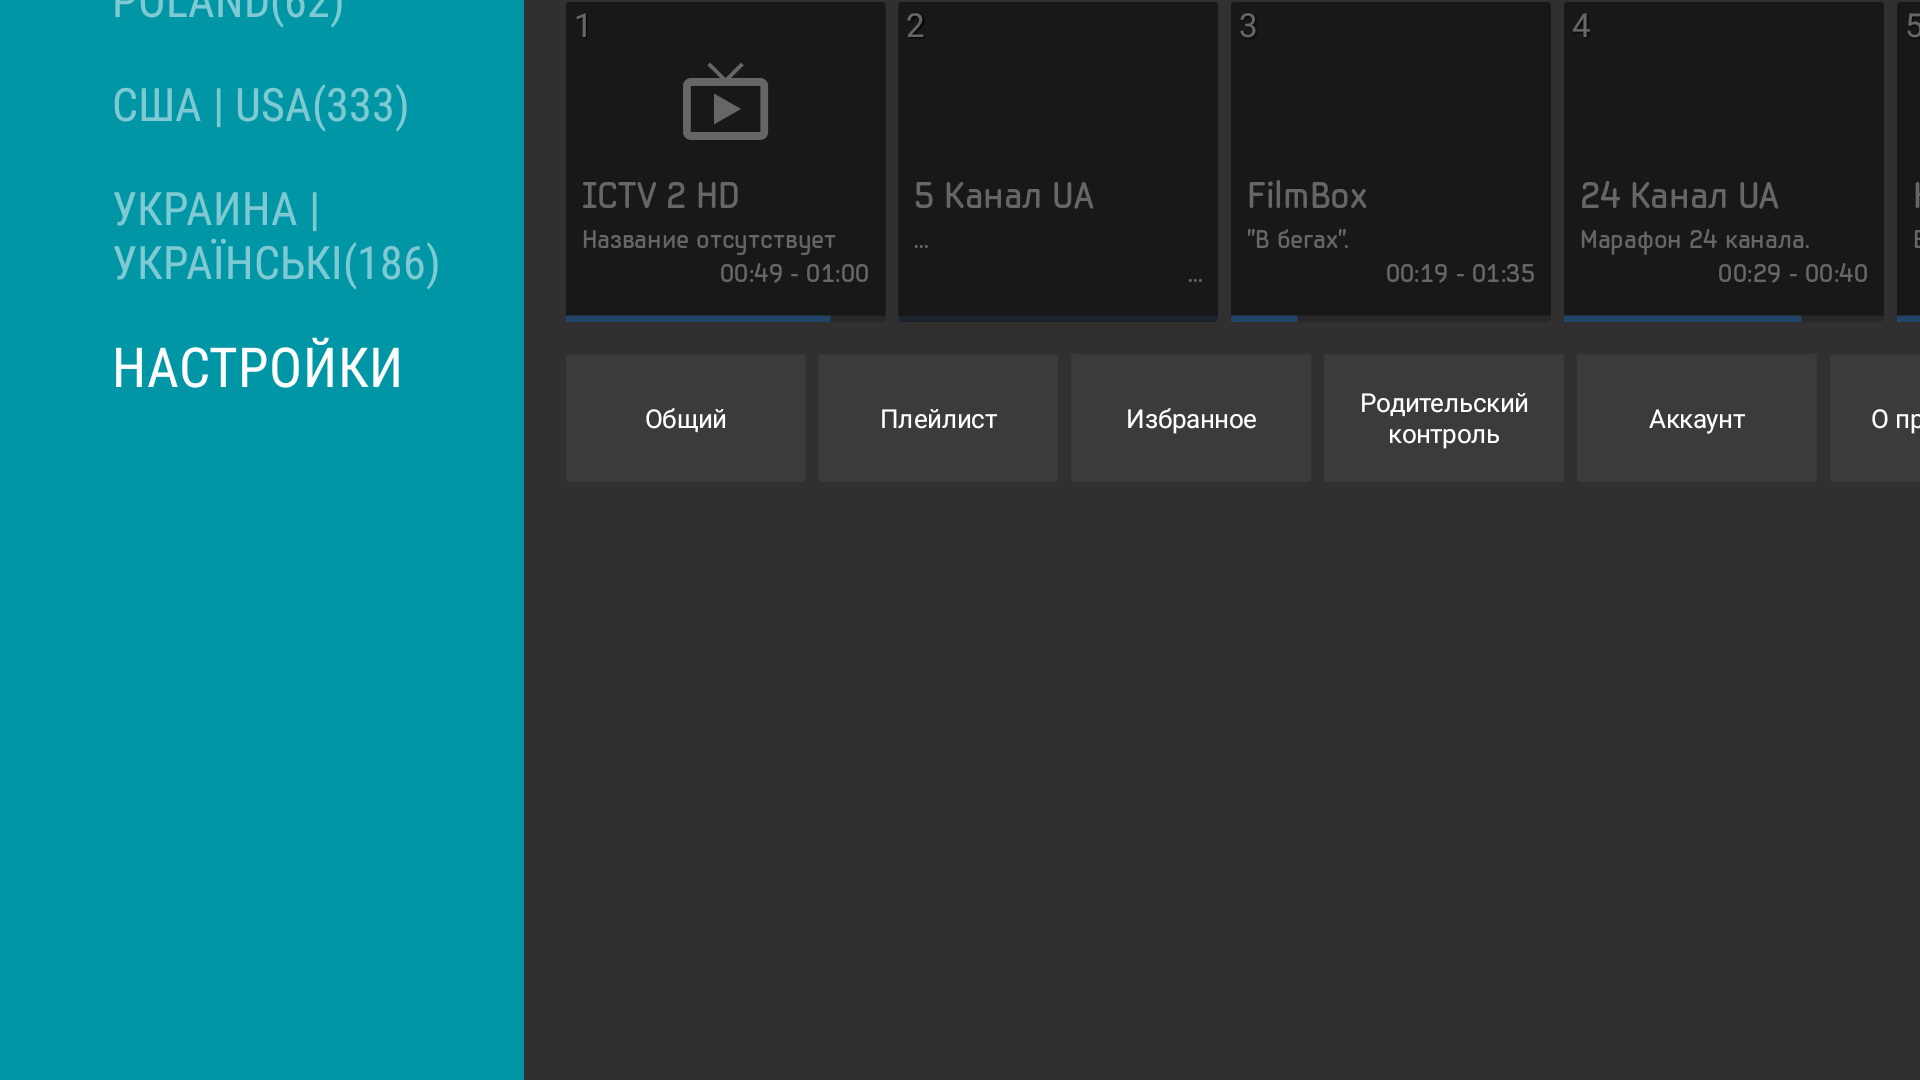 POLAND(62)
США | USA(333)
УКРАИНА |
УКРАЇНСЬКІ(186)
НАСТРОЙКИ
1
ICTV 2 HD
Название отсутствует
00:49 - 01:00
2
5 Канал UA
...
...
3
FilmBox
"В бегах".
00:19 - 01:35
4
24 Канал UA
Марафон 24 канала.
00:29 - 00:40
5
Общий
Плейлист
Избранное
Родительский
контроль
Аккаунт
О пр